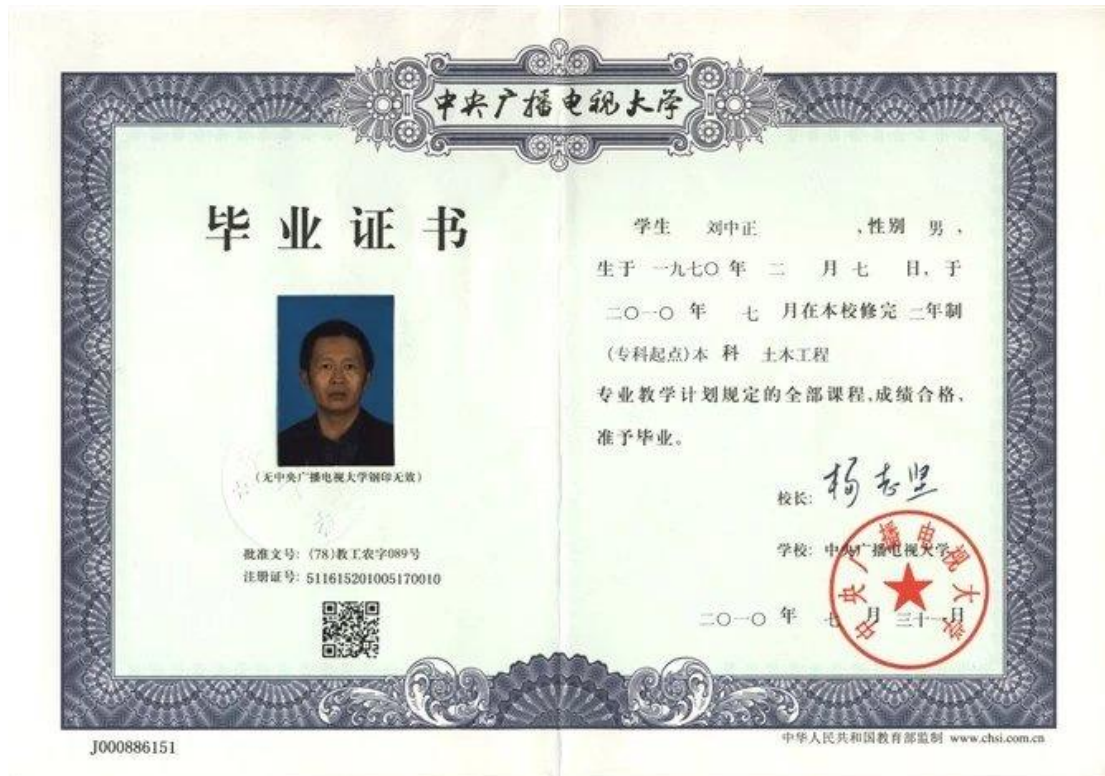 中央广播电视大学
毕业证书
(无中央广播电视大学钢印无效)
批准文号: (78)教工农字089号
注册证号: 511615201005170010
J000886151
学生 刘中正 ,性别 男 ,
生于 一九七〇 年 二 月 七 日, 于
二〇一〇 年 七 月在本校修完 二年制
(专科起点)本 科 土木工程
专业教学计划规定的全部课程,成绩合格,
准予毕业。
校长: 杨志坚
学校: 中央广播电视大学
中央广播电视大学
二〇一〇 年 七 月 三十一日
中华人民共和国教育部监制 www.chsi.com.cn